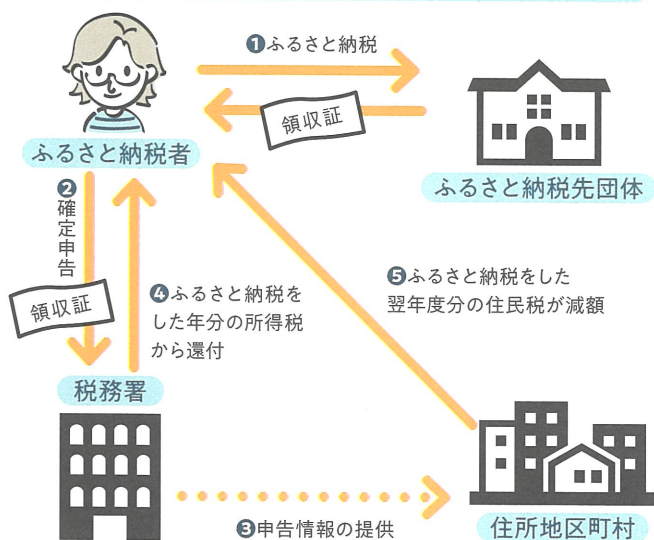 ❶ふるさと納税
領収証
ふるさと納税者
ふるさと納税先団体
❷確定申告
領収証
❹ふるさと納税を
した年分の所得税
から還付
❺ふるさと納税をした
翌年度分の住民税が減額
税務署
❸申告情報の提供
住所地区町村